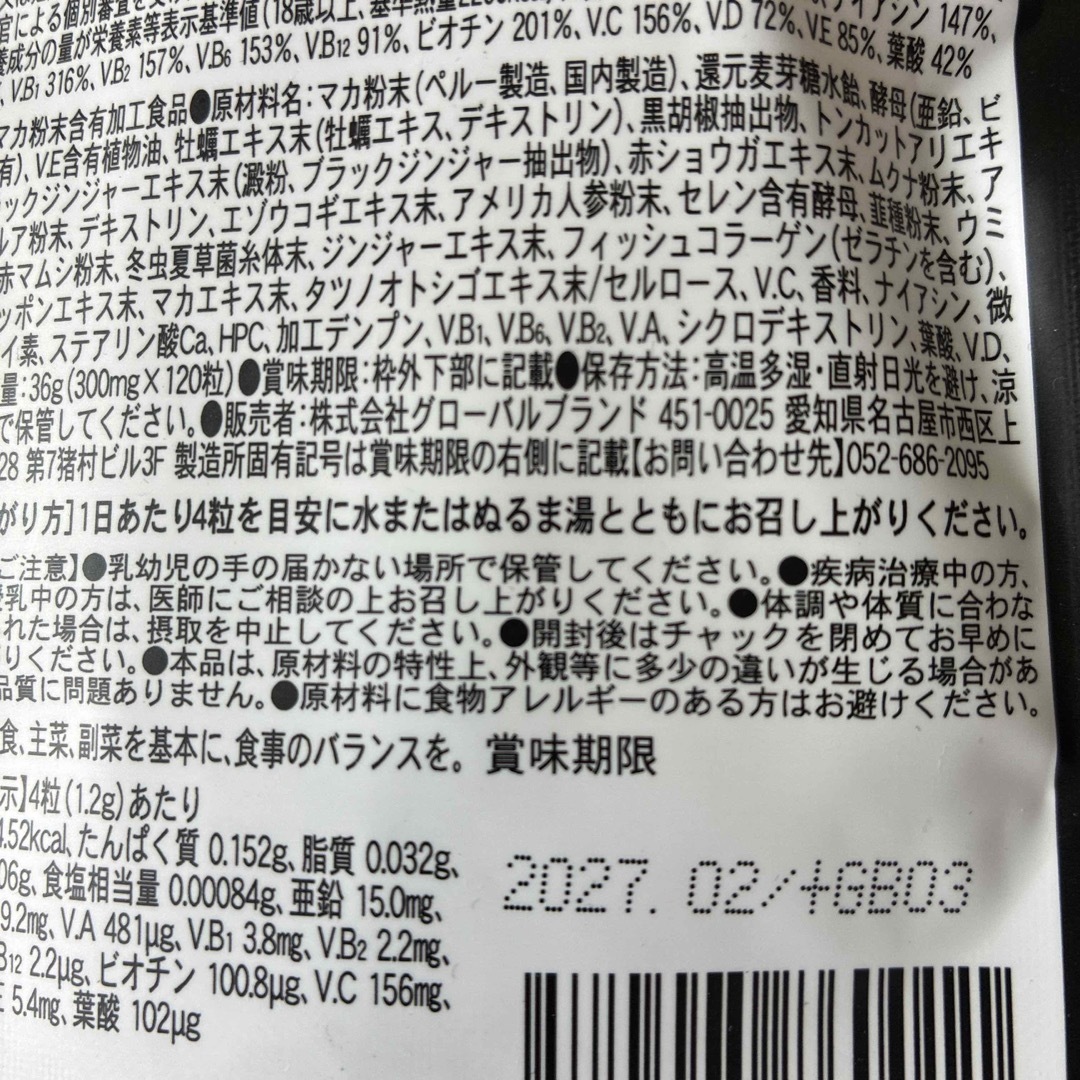 官による個別審査を
ナイアシン 147%、
養成分の量が栄養素等表示基準値(18歳以上、基準熱量
V.B1 316%、V.B2 157%、V.B6 153%、V.B12 91%、ビオチン 201%、V.C 156%、V.D 72%、V.E 85%、葉酸 42%
マカ粉末含有加工食品●原材料名:マカ粉末(ペルー製造、国内製造)、還元麦芽糖水飴、酵母(亜鉛、ビ
有)、V.E含有植物油、牡蠣エキス末(牡蠣エキス、デキストリン)、黒胡椒抽出物、トンカットアリエキ
ックジンジャーエキス末(澱粉、ブラックジンジャー抽出物)、赤ショウガエキス末、ムクナ粉末、アミ
ルア粉末、デキストリン、エゾウコギエキス末、アメリカ人参粉末、セレン含有酵母、韮種粉末、ウミ
赤マムシ粉末、冬虫夏草菌糸体末、ジンジャーエキス末、フィッシュコラーゲン(ゼラチンを含む)、
ッポンエキス末、マカエキス末、タツノオトシゴエキス末/セルロース、V.C、香料、ナイアシン、微
イ素、ステアリン酸Ca、HPC、加工デンプン、V.B1、V.B6、V.B2、V.A、シクロデキストリン、葉酸、V.D、
量:36g(300mg×120粒)●賞味期限:枠外下部に記載●保存方法:高温多湿・直射日光を避け、涼
で保管してください。●販売者:株式会社グローバルブランド 451-0025 愛知県名古屋市西区上
28 第7猪村ビル3F 製造所固有記号は賞味期限の右側に記載【お問い合わせ先】052-686-2095
がり方]1日あたり4粒を目安に水またはぬるま湯とともにお召し上がりください。
ご注意】●乳幼児の手の届かない場所で保管してください。●疾病治療中の方、
授乳中の方は、医師にご相談の上お召し上がりください。●体調や体質に合わな
れた場合は、摂取を中止してください。●開封後はチャックを閉めてお早めに
りください。●本品は、原材料の特性上、外観等に多少の違いが生じる場合があ
品質に問題ありません。●原材料に食物アレルギーのある方はお避けください。
食、主菜、副菜を基本に、食事のバランスを。
賞味期限
示】4粒(1.2g)あたり
4.52kcal、たんぱく質 0.152g、脂質 0.032g、
06g、食塩相当量 0.00084g、亜鉛 15.0mg、
9.2mg、V.A 481μg、V.B1 3.8mg、V.B2 2.2mg、
B12 2.2μg、ビオチン 100.8μg、V.C 156mg、
E 5.4mg、葉酸 102μg
2027. 02/+GB03